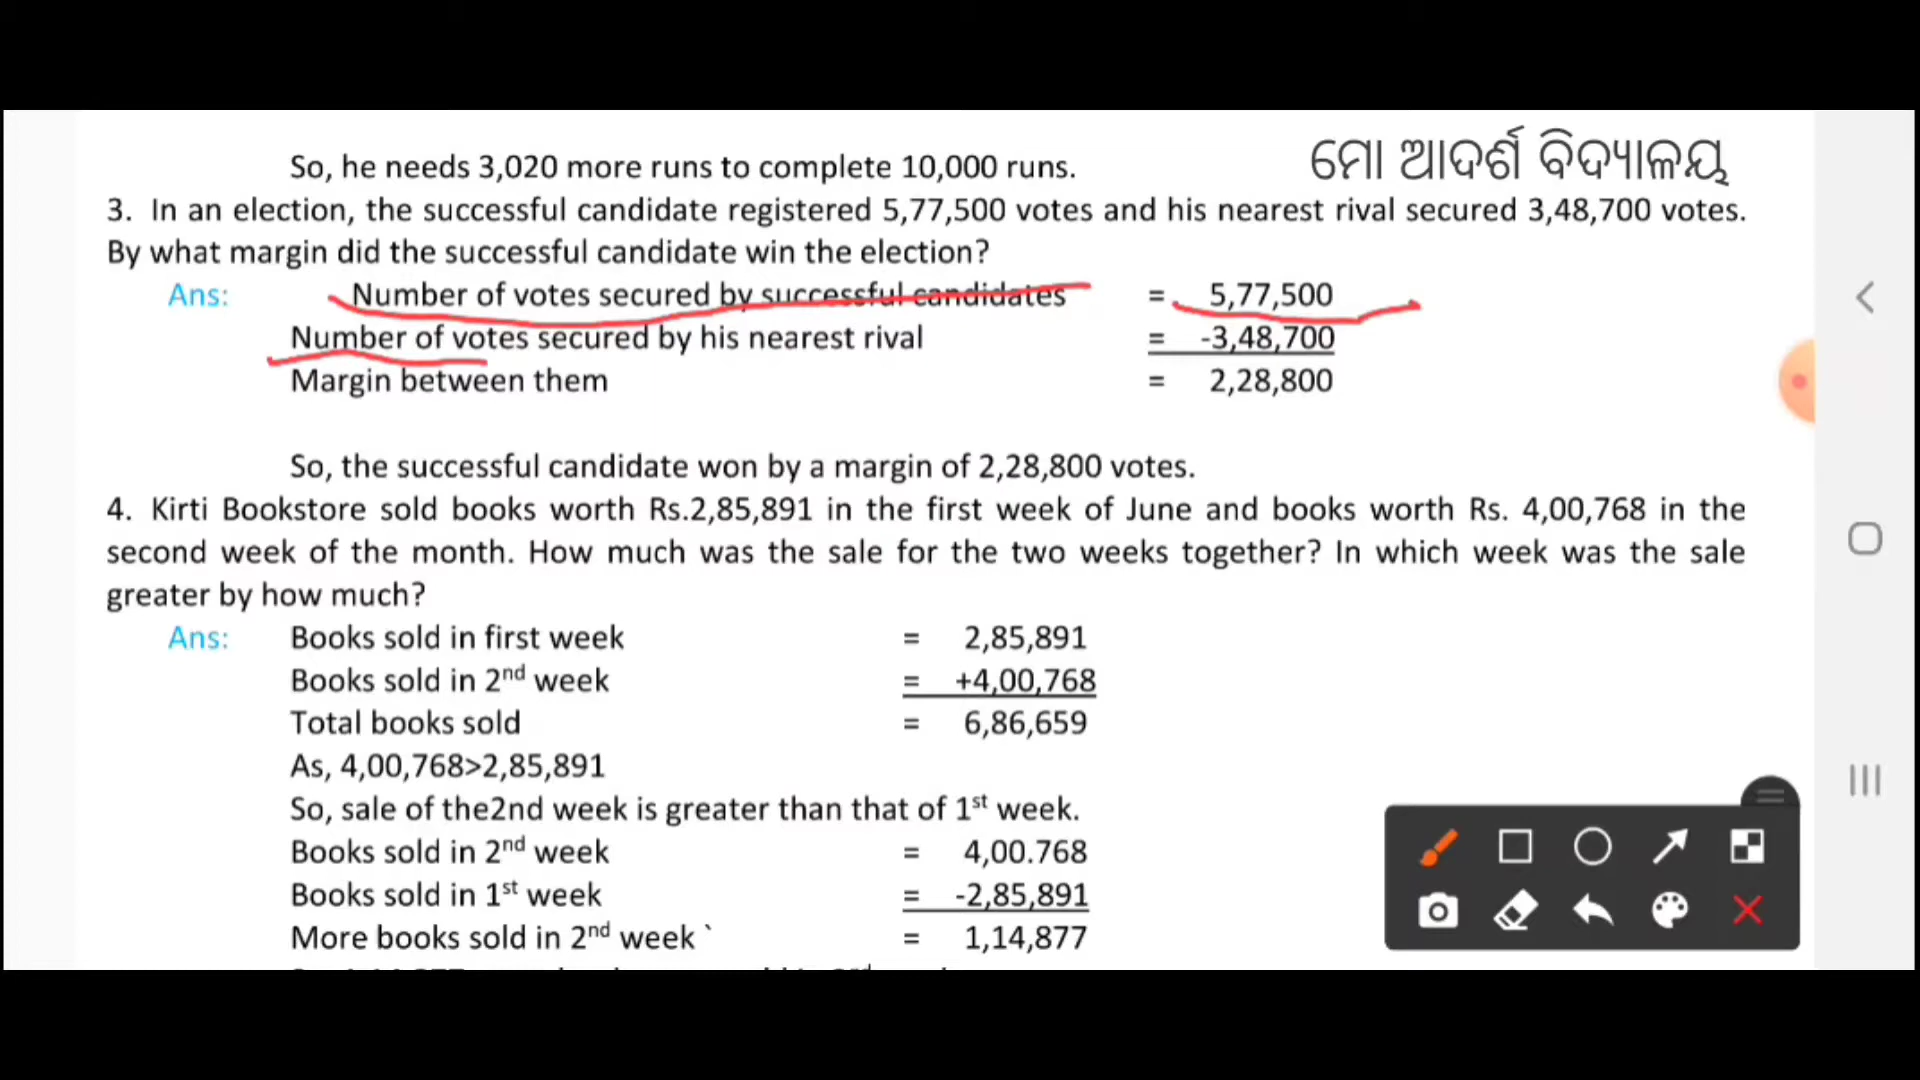 ମୋ ଆଦର୍ଶ ବିଦ୍ୟାଳୟ
So, he needs 3,020 more runs to complete 10,000 runs.
3. In an election, the successful candidate registered 5,77,500 votes and his nearest rival secured 3,48,700 votes.
By what margin did the successful candidate win the election?
Ans: Number of votes secured by successful candidates = 5,77,500
Number of votes secured by his nearest rival = -3,48,700
Margin between them = 2,28,800
So, the successful candidate won by a margin of 2,28,800 votes.
4. Kirti Bookstore sold books worth Rs.2,85,891 in the first week of June and books worth Rs. 4,00,768 in the
second week of the month. How much was the sale for the two weeks together? In which week was the sale
greater by how much?
Ans: Books sold in first week = 2,85,891
Books sold in 2nd week = +4,00,768
Total books sold = 6,86,659
As, 4,00,768>2,85,891
So, sale of the2nd week is greater than that of 1st week.
Books sold in 2nd week = 4,00.768
Books sold in 1st week = -2,85,891
More books sold in 2nd week ` = 1,14,877